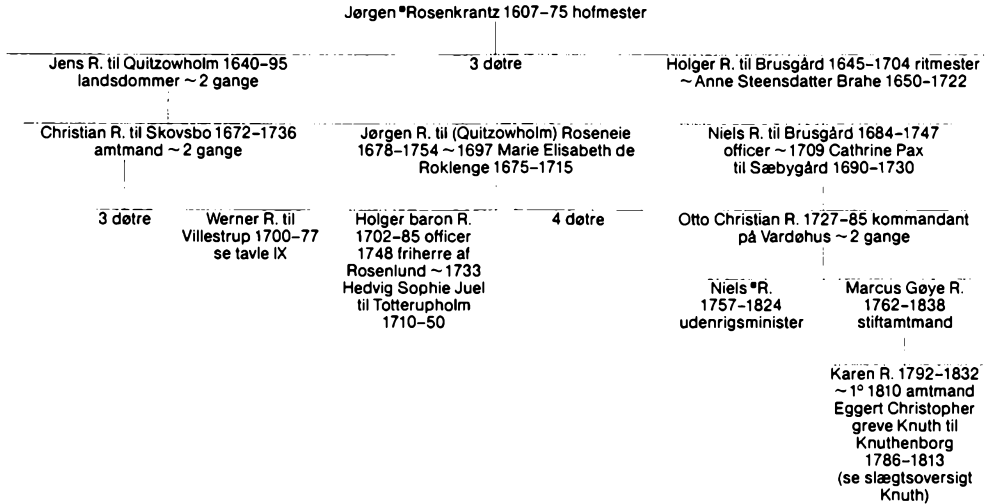 Jørgen *Rosenkrantz 1607–75 hofmester
Jens R. til Quitzowholm 1640–95
landsdommer ~ 2 gange
3 døtre
Holger R. til Brusgård 1645–1704 ritmester
~ Anne Steensdatter Brahe 1650–1722
Christian R. til Skovsbo 1672–1736
amtmand ~ 2 gange
Jørgen R. til (Quitzowholm) Roseneie
1678–1754 ~ 1697 Marie Elisabeth de
Roklenge 1675–1715
Niels R. til Brusgård 1684–1747
officer ~ 1709 Cathrine Pax
til Sæbygård 1690–1730
3 døtre
Werner R. til
Villestrup 1700–77
se tavle IX
Holger baron R.
1702–85 officer
1748 friherre af
Rosenlund ~ 1733
Hedvig Sophie Juel
til Totterupholm
1710–50
4 døtre
Otto Christian R. 1727–85 kommandant
på Vardøhus ~ 2 gange
Niels *R.
1757–1824
udenrigsminister
Marcus Gøye R.
1762–1838
stiftamtmand
Karen R. 1792–1832
~ 1° 1810 amtmand
Eggert Christopher
greve Knuth til
Knuthenborg
1786–1813
(se slægtsoversigt
Knuth)